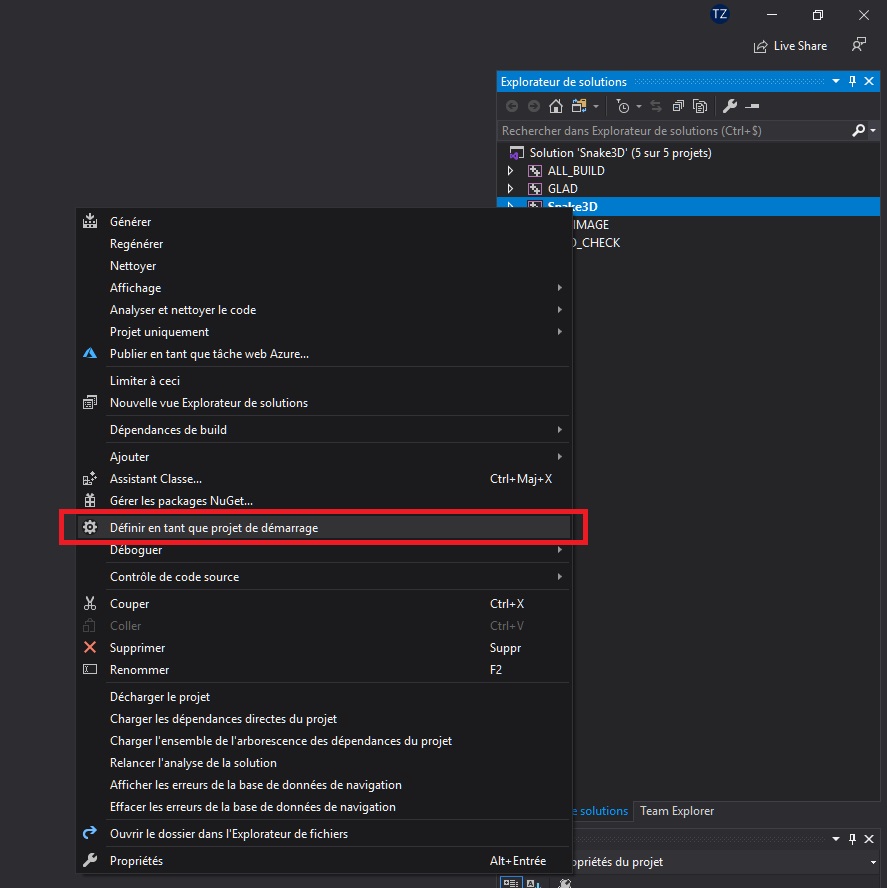 TZ
Live Share
Explorateur de solutions
Rechercher dans Explorateur de solutions (Ctrl+$)
Solution 'Snake3D' (5 sur 5 projets)
ALL_BUILD
GLAD
Snake3D
IMAGE
_CHECK
Générer
Regénérer
Nettoyer
Affichage
Analyser et nettoyer le code
Projet uniquement
Publier en tant que tâche web Azure...
Limiter à ceci
Nouvelle vue Explorateur de solutions
Dépendances de build
Ajouter
Assistant Classe... Ctrl+Maj+X
Gérer les packages NuGet...
Définir en tant que projet de démarrage
Déboguer
Contrôle de code source
Couper Ctrl+X
Coller Ctrl+V
Supprimer Suppr
Renommer F2
Décharger le projet
Charger les dépendances directes du projet
Charger l'ensemble de l'arborescence des dépendances du projet
Relancer l'analyse de la solution
Afficher les erreurs de la base de données de navigation
Effacer les erreurs de la base de données de navigation
Ouvrir le dossier dans l'Explorateur de fichiers
Propriétés Alt+Entrée
e solutions Team Explorer
opriétés du projet